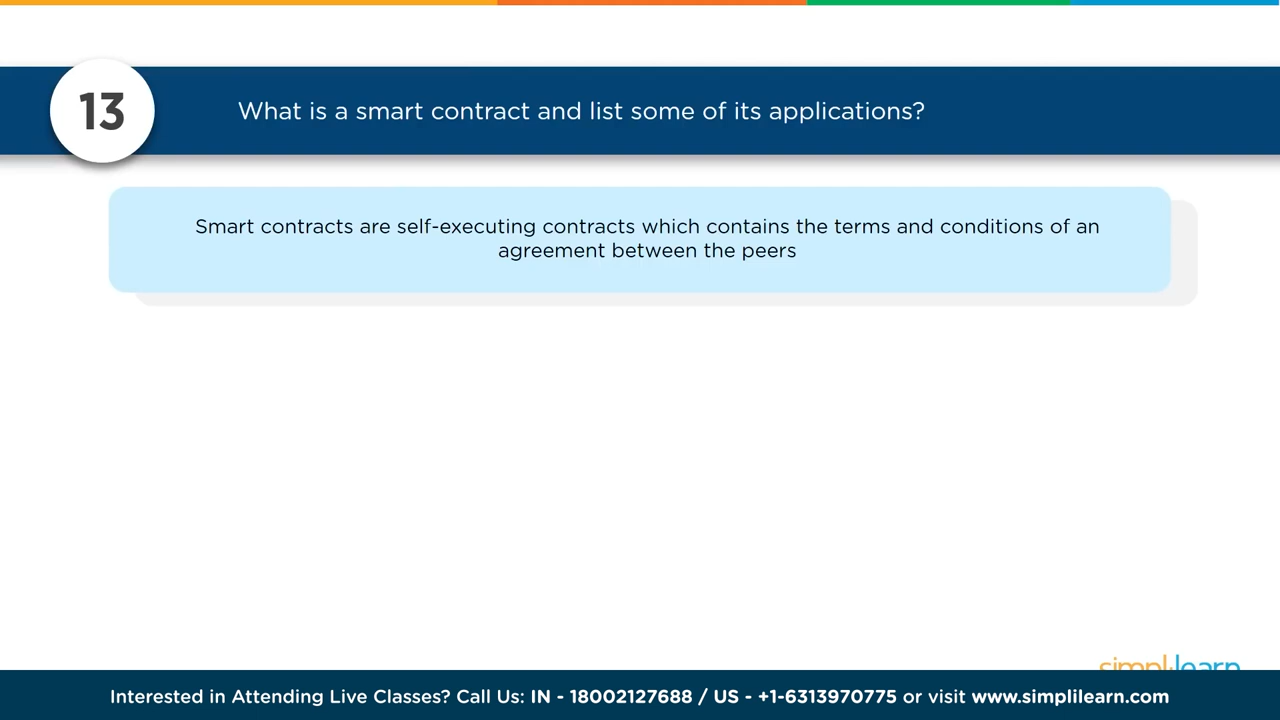 13
What is a smart contract and list some of its applications?
Smart contracts are self-executing contracts which contains the terms and conditions of an
agreement between the peers
simplilearn
Interested in Attending Live Classes? Call Us: IN - 18002127688 / US - +1-6313970775 or visit www.simplilearn.com